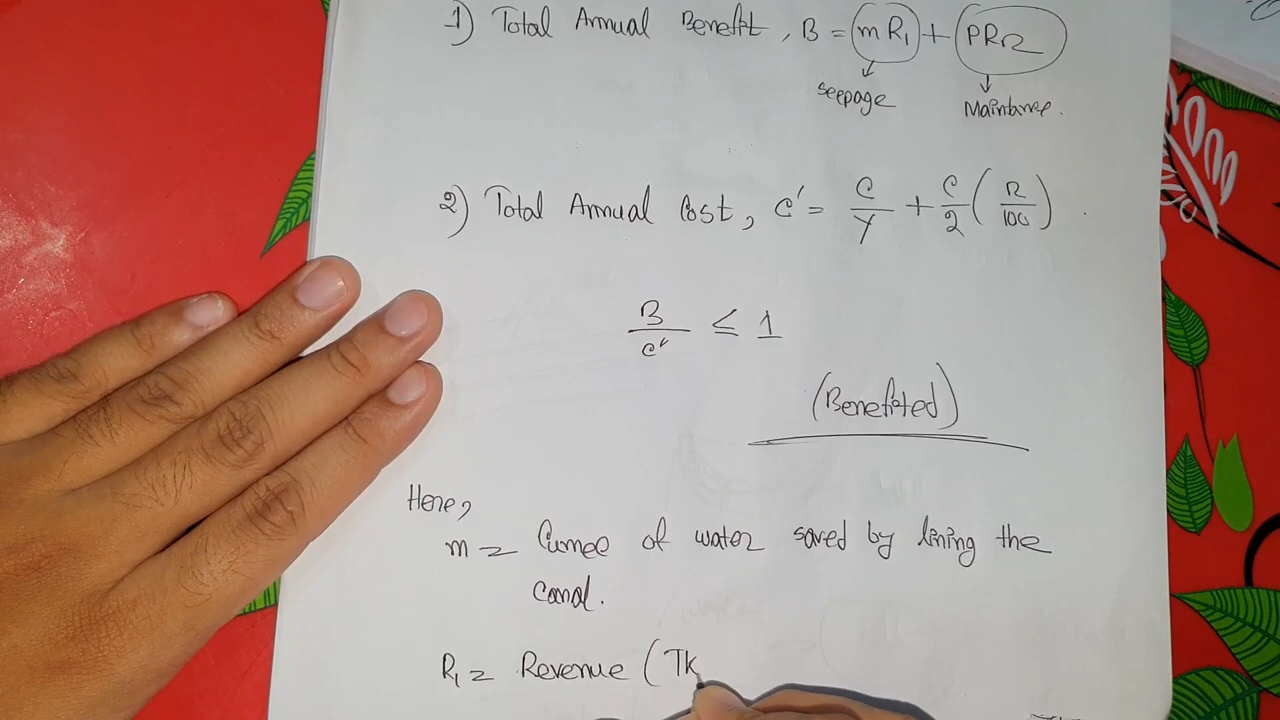 1) Total Annual Benefit, B = mR₁ + PR₂
seepage Maintance.
2) Total Annual Cost, C' = C/Y + C/2 (R/100)
B/C' ≤ 1
(Benefited)
Here,
m = Cumec of water saved by lining the
canal.
R₁ = Revenue (Tk